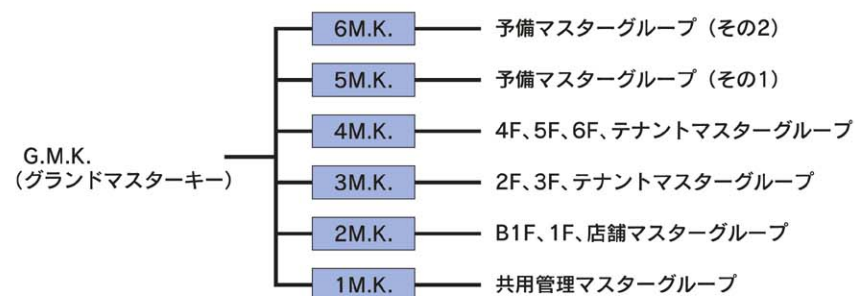 6M.K. 予備マスターグループ（その2）
5M.K. 予備マスターグループ（その1）
4M.K. 4F、5F、6F、テナントマスターグループ
G.M.K.
（グランドマスターキー）
3M.K. 2F、3F、テナントマスターグループ
2M.K. B1F、1F、店舗マスターグループ
1M.K. 共用管理マスターグループ